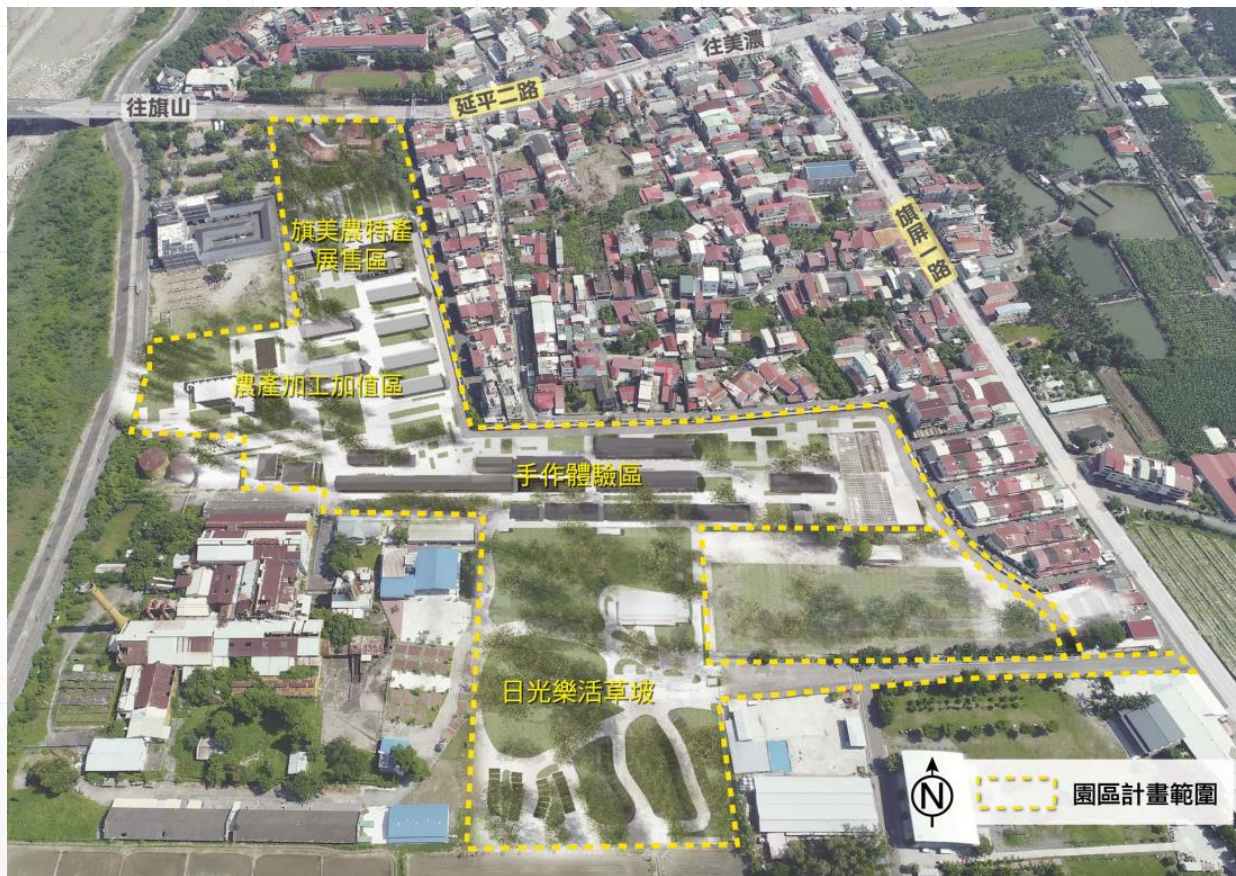 往美濃
延平二路
往旗山
旗屏一路
旗美農特產
展售區
農產加工加值區
手作體驗區
日光樂活草坡
N
園區計畫範圍